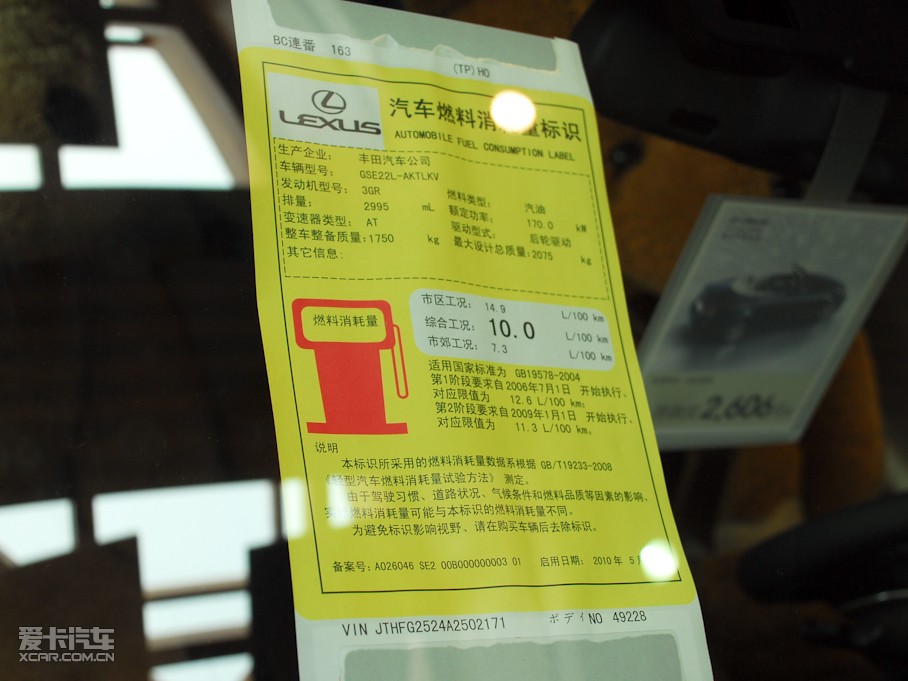 BC連番 163
(TP)HO
LEXUS
汽车燃料消 量标识
AUTOMOBILE FUEL CONSUMPTION LABEL
生产企业: 丰田汽车公司
车辆型号: GSE22L-AKTLKV
发动机型号: 3GR
燃料类型: 汽油
排量: 2995 mL
额定功率: 170.0 kW
变速器类型: AT
驱动型式: 后轮驱动
整车整备质量:1750 kg
最大设计总质量:2075 kg
其它信息:
燃料消耗量
市区工况: 14.9 L/100 km
综合工况: 10.0 L/100 km
市郊工况: 7.3 L/100 km
适用国家标准为 GB19578-2004
第1阶段要求自2006年7月1日 开始执行、
对应限值为 12.6 L/100 km;
第2阶段要求自2009年1月1日 开始执行、
对应限值为 11.3 L/100 km。
说明
本标识所采用的燃料消耗量数据系根据 GB/T19233-2008
《轻型汽车燃料消耗量试验方法》 测定。
由于驾驶习惯、道路状况、气候条件和燃料品质等因素的影响、
实 燃料消耗量可能与本标识的燃料消耗量不同。
为避免标识影响视野、请在购买车辆后去除标识。
备案号: A026046 SE2 00B000000003 01 启用日期: 2010 年 5月
VIN JTHFG2524A2502171 ボディNO 49228
2,606
爱卡汽车
XCAR.COM.CN